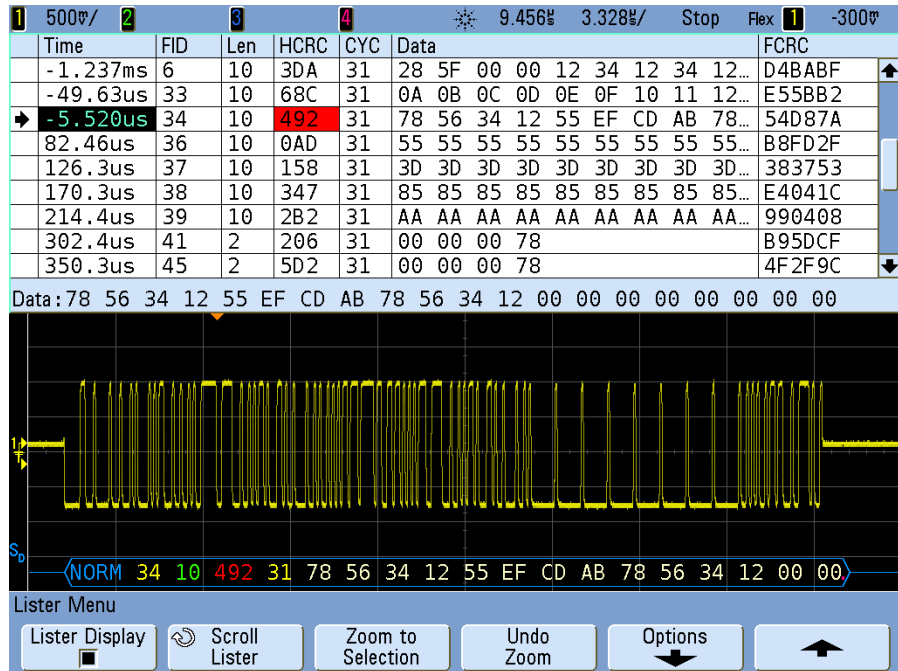 1 500mV/ 2 3 4 9.456us 3.328us/ Stop Flex 1 -300mV
Time FID Len HCRC CYC Data FCRC
-1.237ms 6 10 3DA 31 28 5F 00 00 12 34 12 34 12… D4BABF
-49.63us 33 10 68C 31 0A 0B 0C 0D 0E 0F 10 11 12… E55BB2
-5.520us 34 10 492 31 78 56 34 12 55 EF CD AB 78… 54D87A
82.46us 36 10 0AD 31 55 55 55 55 55 55 55 55 55… B8FD2F
126.3us 37 10 158 31 3D 3D 3D 3D 3D 3D 3D 3D 3D… 383753
170.3us 38 10 347 31 85 85 85 85 85 85 85 85 85… E4041C
214.4us 39 10 2B2 31 AA AA AA AA AA AA AA AA AA… 990408
302.4us 41 2 206 31 00 00 00 78 B95DCF
350.3us 45 2 5D2 31 00 00 00 78 4F2F9C
Data:78 56 34 12 55 EF CD AB 78 56 34 12 00 00 00 00 00 00 00 00
1
T
SD
NORM 34 10 492 31 78 56 34 12 55 EF CD AB 78 56 34 12 00 00.
Lister Menu
Lister Display
Scroll Lister
Zoom to Selection
Undo Zoom
Options